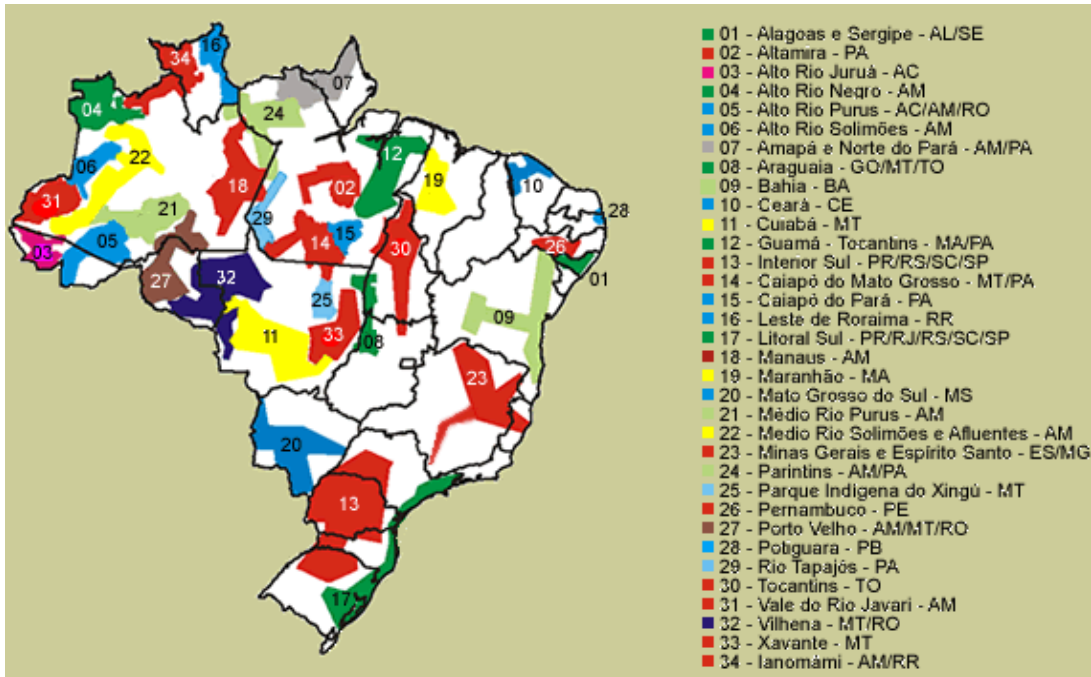 34
16
07
04
24
22
06
12
19
10
18
02
28
31
21
29
15
14
30
26
03
05
01
27
32
25
11
33
08
09
23
20
13
17
01 - Alagoas e Sergipe - AL/SE
02 - Altamira - PA
03 - Alto Rio Juruá - AC
04 - Alto Rio Negro - AM
05 - Alto Rio Purus - AC/AM/RO
06 - Alto Rio Solimões - AM
07 - Amapá e Norte do Pará - AM/PA
08 - Araguaia - GO/MT/TO
09 - Bahia - BA
10 - Ceará - CE
11 - Cuiabá - MT
12 - Guamá - Tocantins - MA/PA
13 - Interior Sul - PR/RS/SC/SP
14 - Caiapó do Mato Grosso - MT/PA
15 - Caiapó do Pará - PA
16 - Leste de Roraima - RR
17 - Litoral Sul - PR/RJ/RS/SC/SP
18 - Manaus - AM
19 - Maranhão - MA
20 - Mato Grosso do Sul - MS
21 - Médio Rio Purus - AM
22 - Medio Rio Solimões e Afluentes - AM
23 - Minas Gerais e Espírito Santo - ES/MG
24 - Parintins - AM/PA
25 - Parque Indígena do Xingú - MT
26 - Pernambuco - PE
27 - Porto Velho - AM/MT/RO
28 - Potiguara - PB
29 - Rio Tapajós - PA
30 - Tocantins - TO
31 - Vale do Rio Javari - AM
32 - Vilhena - MT/RO
33 - Xavante - MT
34 - Ianomâmi - AM/RR